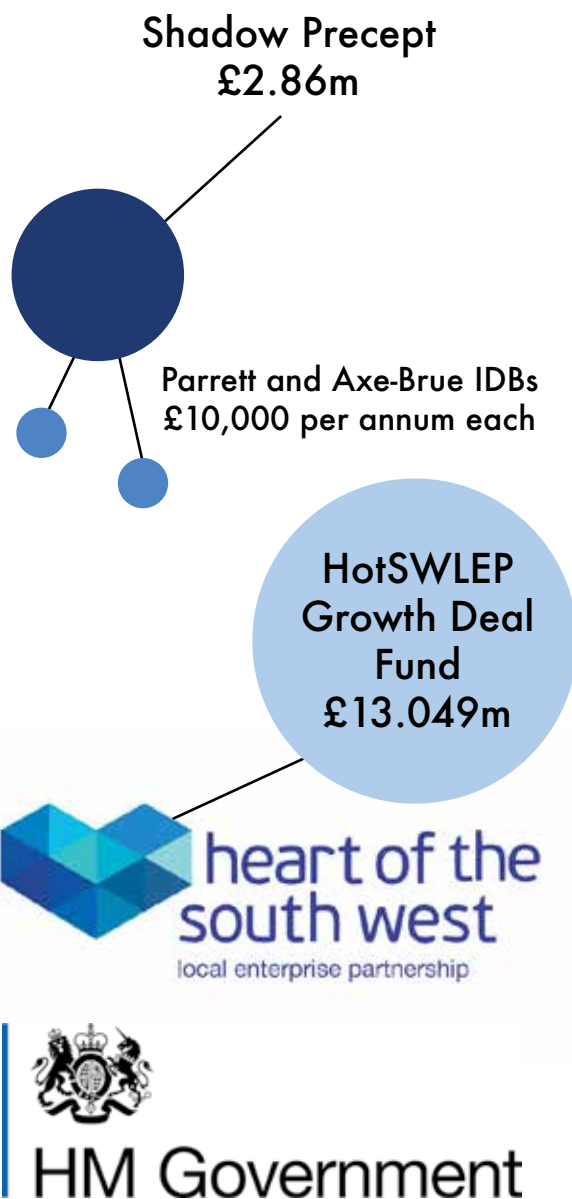 Shadow Precept
£2.86m
Parrett and Axe-Brue IDBs
£10,000 per annum each
HotSWLEP
Growth Deal
Fund
£13.049m
heart of the
south west
local enterprise partnership
HM Government